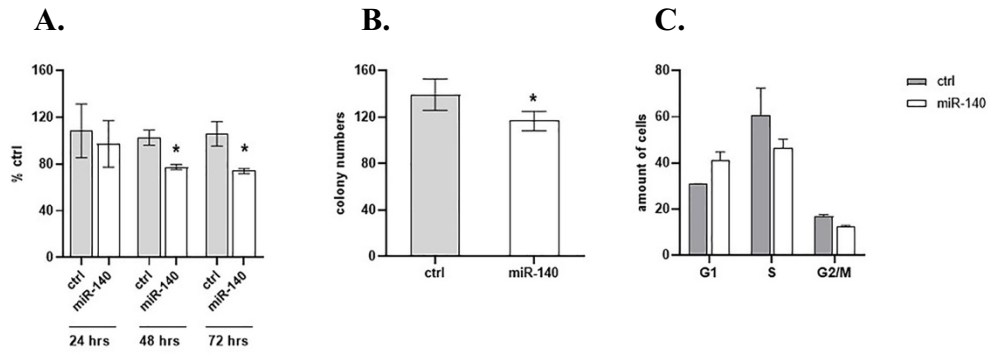 A.
B.
C.
% ctrl
160
120
80
40
0
ctrl
miR-140
ctrl
miR-140
ctrl
miR-140
*
*
24 hrs
48 hrs
72 hrs
colony numbers
160
120
80
40
0
*
ctrl
miR-140
amount of cells
80
60
40
20
0
G1
S
G2/M
ctrl
miR-140